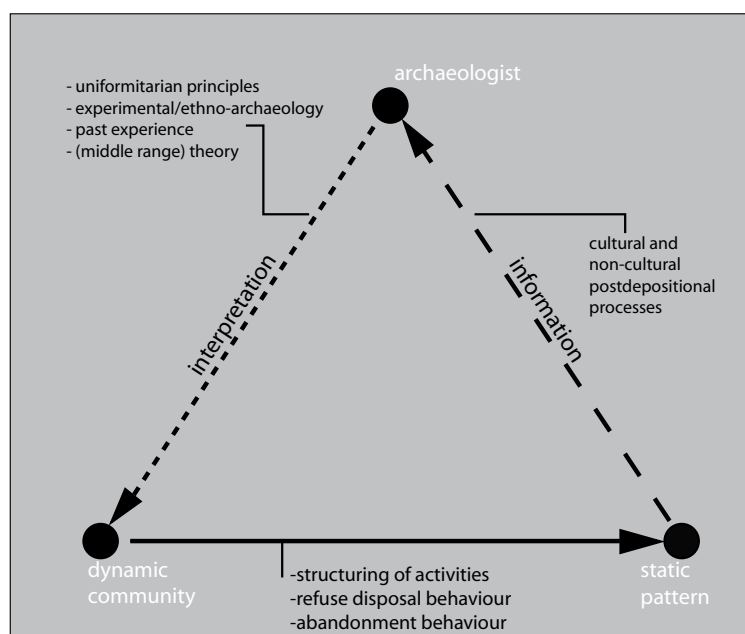 archaeologist
- uniformitarian principles
- experimental/ethno-archaeology
- past experience
- (middle range) theory
cultural and
non-cultural
postdepositional
processes
interpretation
information
dynamic
community
-structuring of activities
-refuse disposal behaviour
-abandonment behaviour
static
pattern